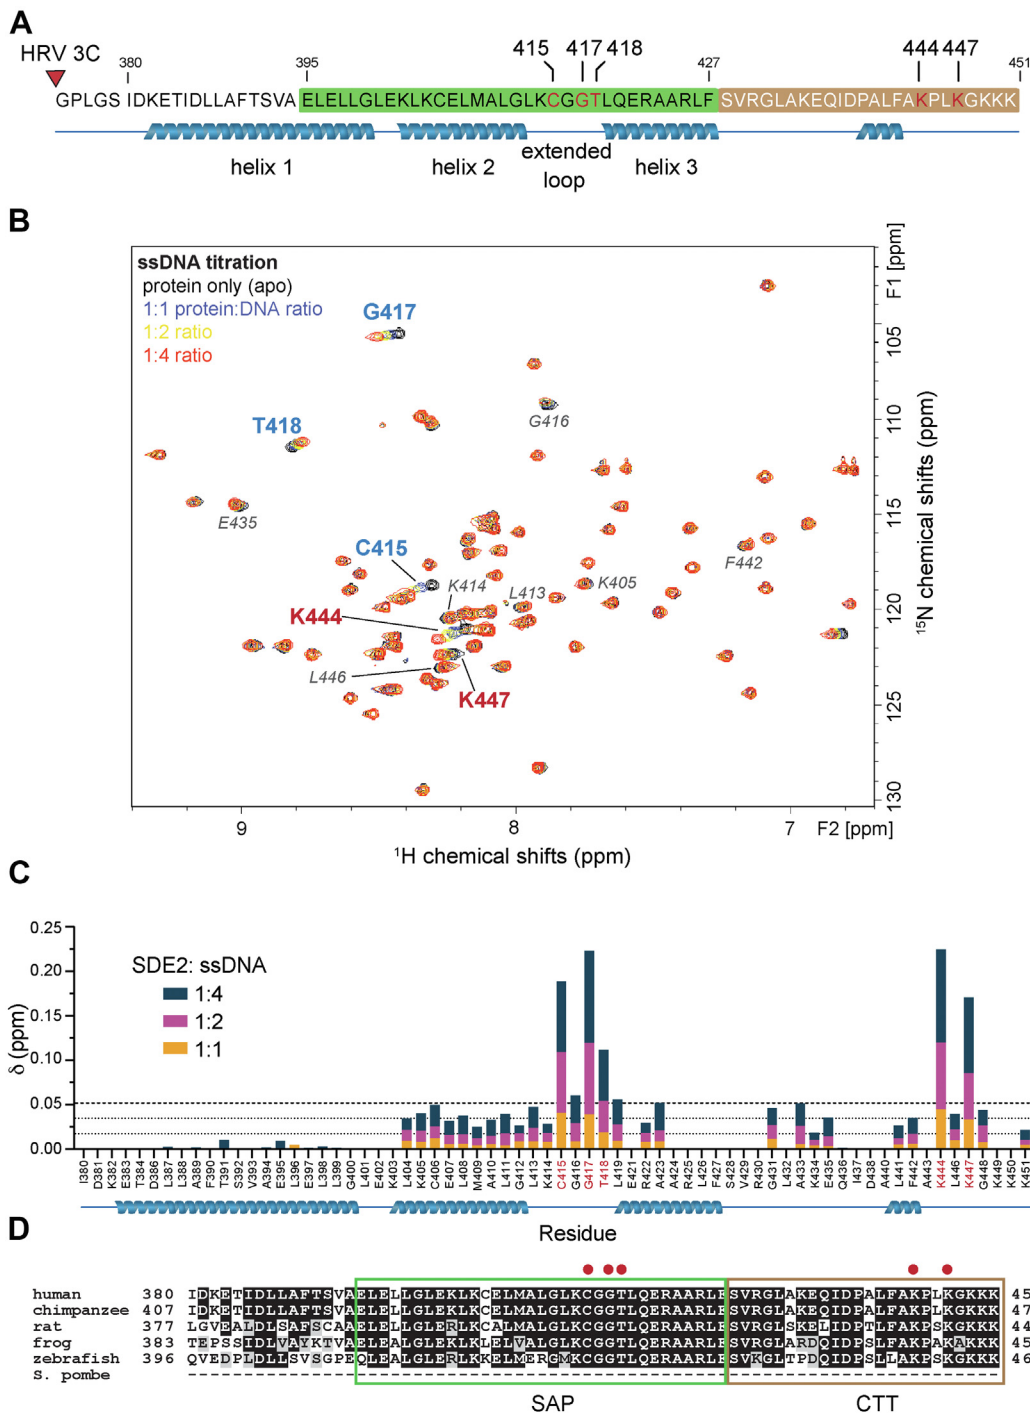 A
HRV 3C
380 395 415 417 418 427 444 447 451
GPLGS IDKETIDLLAFTSVAELELLGLEKLKCELMALGLKCGGTLQERAARLFSVRGLAKEQIDPALFAKPLKGKKK
helix 1 helix 2 extended loop helix 3
B
ssDNA titration
protein only (apo)
1:1 protein:DNA ratio
1:2 ratio
1:4 ratio
G417
T418
G416
E435
C415
K414
L413
K405
F442
K444
L446
K447
F1 [ppm]
105
110
115
120
125
130
15N chemical shifts (ppm)
9 8 7 F2 [ppm]
1H chemical shifts (ppm)
C
SDE2: ssDNA
1:4
1:2
1:1
δ (ppm)
0.25
0.20
0.15
0.10
0.05
0.00
I380 D381 K382 E383 T384 D386 L387 L388 A389 F390 T391 S392 V393 A394 E395 L396 E397 L398 L399 G400 L401 E402 K403 L404 K405 C406 E407 L408 M409 A410 L411 G412 L413 K414 C415 G416 G417 T418 L419 E421 R422 A423 A424 R425 L426 F427 S428 V429 R430 G431 L432 A433 K434 E435 Q436 I437 D438 A440 L441 F442 A443 K444 L446 K447 G448 K449 K450 K451
Residue
D
human 380 IDKETIDLLAFTSVAELELLGLEKLKCELMALGLKCGGTLQERAARLFSVRGLAKEQIDPALFAKPLKGKKK 45
chimpanzee 407 IDKETIDLLAFTSVAELELLGLEKLKCELMALGLKCGGTLQERAARLFSVRGLAKEQIDPALFAKPLKGKKK 47
rat 377 LGVEALDLSAFSCAAELELLGLERLKCALMALGLKCGGTLQERAARLFSVRGLSKELIDPTLFAKPSKGKKK 44
frog 383 TEPSSIDLVAYKTVAELEALGLEKLKLELVALGLKCGGTLQERAARLFSVRGLARDQIDPSLFAKPSKGAKK 45
zebrafish 396 QVEDPLDLLSVSGPEQLEALGLERLKKELMERGMKCGGTLQERAARLFSVKGLTPDQIDPSLLAKPSKGKKK 46
S. pombe
SAP CTT